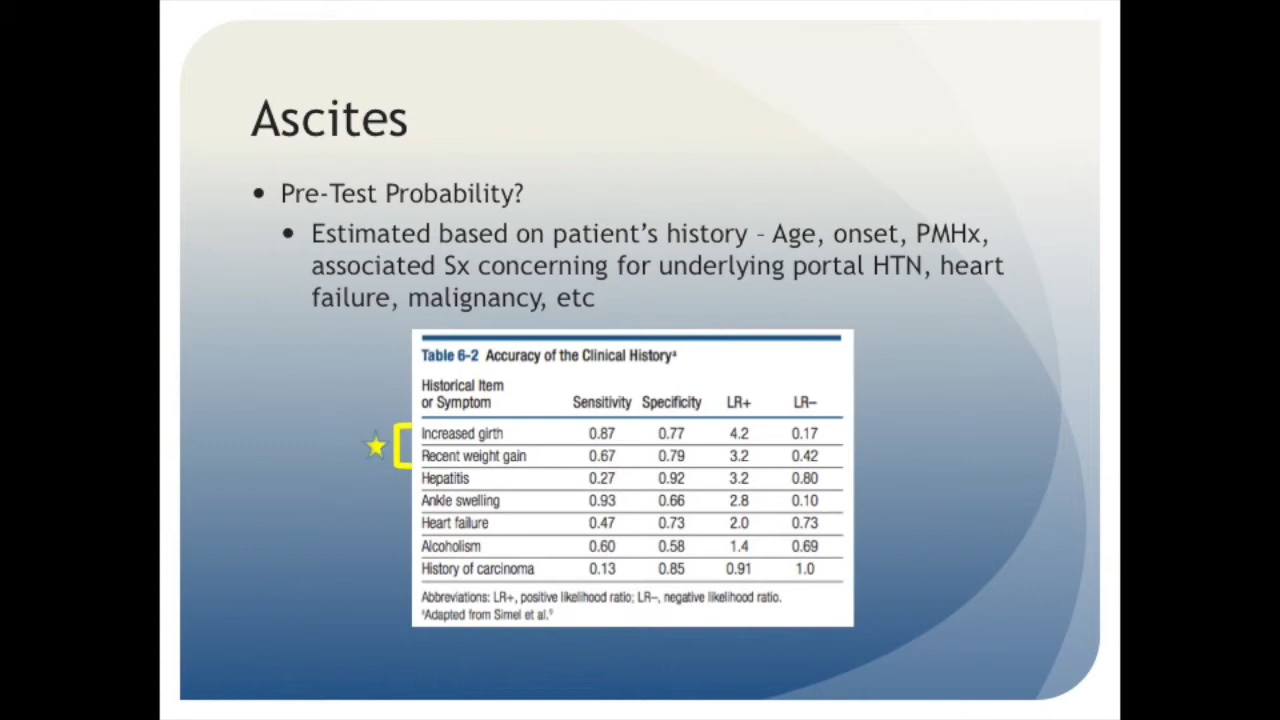 Ascites
• Pre-Test Probability?
• Estimated based on patient's history – Age, onset, PMHx,
associated Sx concerning for underlying portal HTN, heart
failure, malignancy, etc
Table 6-2 Accuracy of the Clinical Historyᵃ
Historical Item
or Symptom Sensitivity Specificity LR+ LR–
Increased girth 0.87 0.77 4.2 0.17
Recent weight gain 0.67 0.79 3.2 0.42
Hepatitis 0.27 0.92 3.2 0.80
Ankle swelling 0.93 0.66 2.8 0.10
Heart failure 0.47 0.73 2.0 0.73
Alcoholism 0.60 0.58 1.4 0.69
History of carcinoma 0.13 0.85 0.91 1.0
Abbreviations: LR+, positive likelihood ratio; LR–, negative likelihood ratio.
ᵃAdapted from Simel et al.⁹